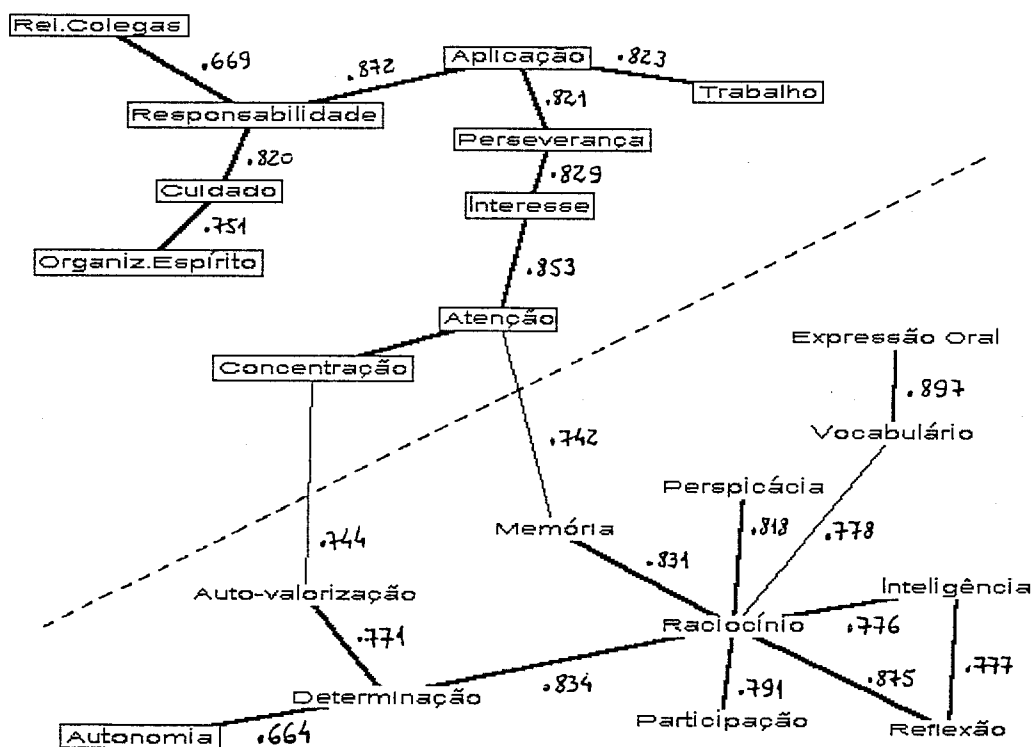 Rel.Colegas
.669
.872
Aplicação
.823
Trabalho
Responsabilidade
.821
Perseverança
.820
.829
Cuidado
Interesse
.751
Organiz.Espírito
.853
Atenção
Expressão Oral
Concentração
.897
.742
Vocabulário
Perspicácia
.818
.778
Memória
.744
.831
Auto-valorização
Inteligência
Raciocínio
.776
.771
.834
.791
.875
.777
Determinação
Participação
Reflexão
Autonomia
.664